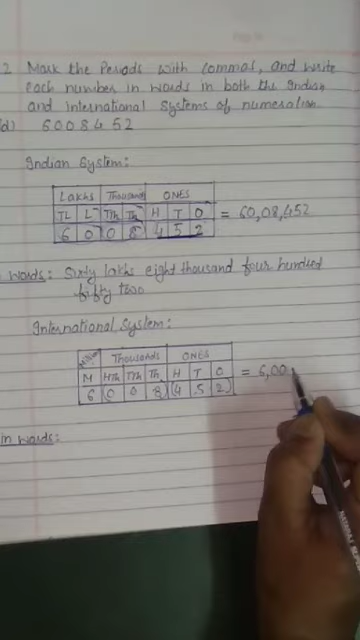 2 Mark the Periods with commas, and write
each number in words in both the Indian
and international systems of numeration.
d) 6008452
Indian System:
Lakhs Thousand ONES
TL L TTh Th H T O
6 0 0 8 4 5 2 = 60,08,452
words: Sixty lakhs eight thousand four hundred
fifty two
International System:
Thousands ONES
M HTh TTh Th H T O
6 0 0 8 4 5 2 = 6,00
in words: